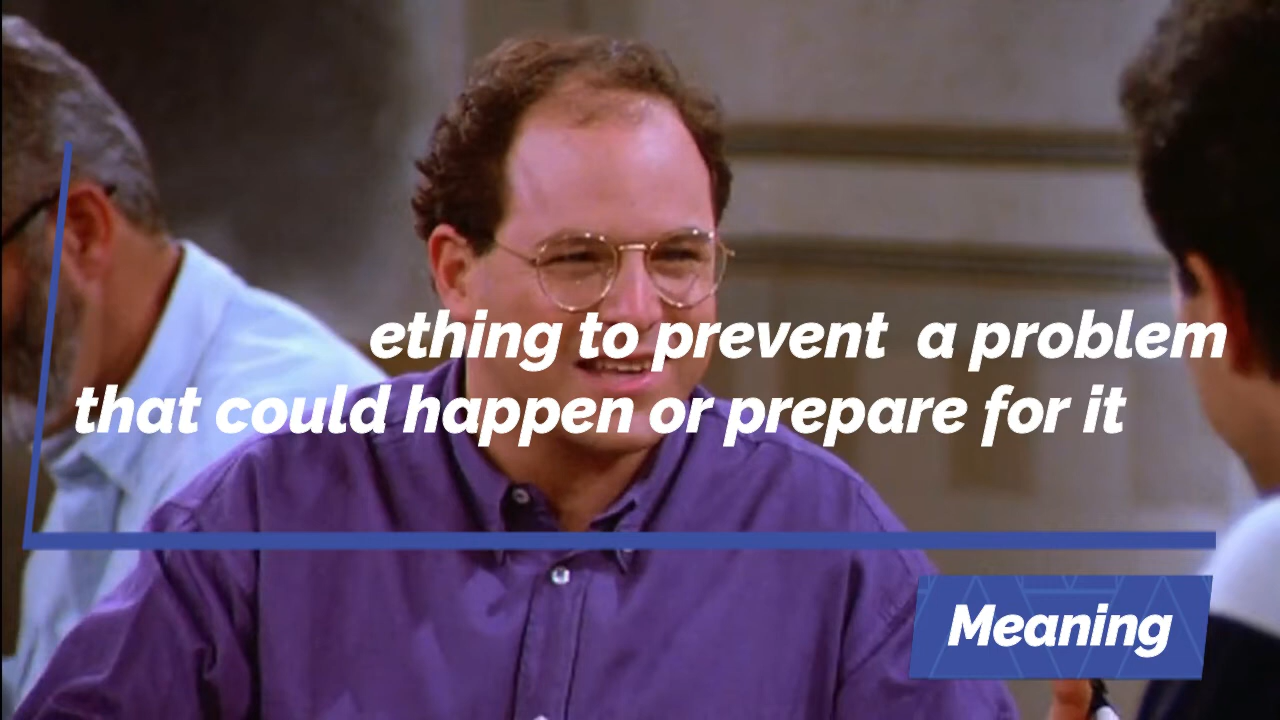 ething to prevent a problem
that could happen or prepare for it
Meaning